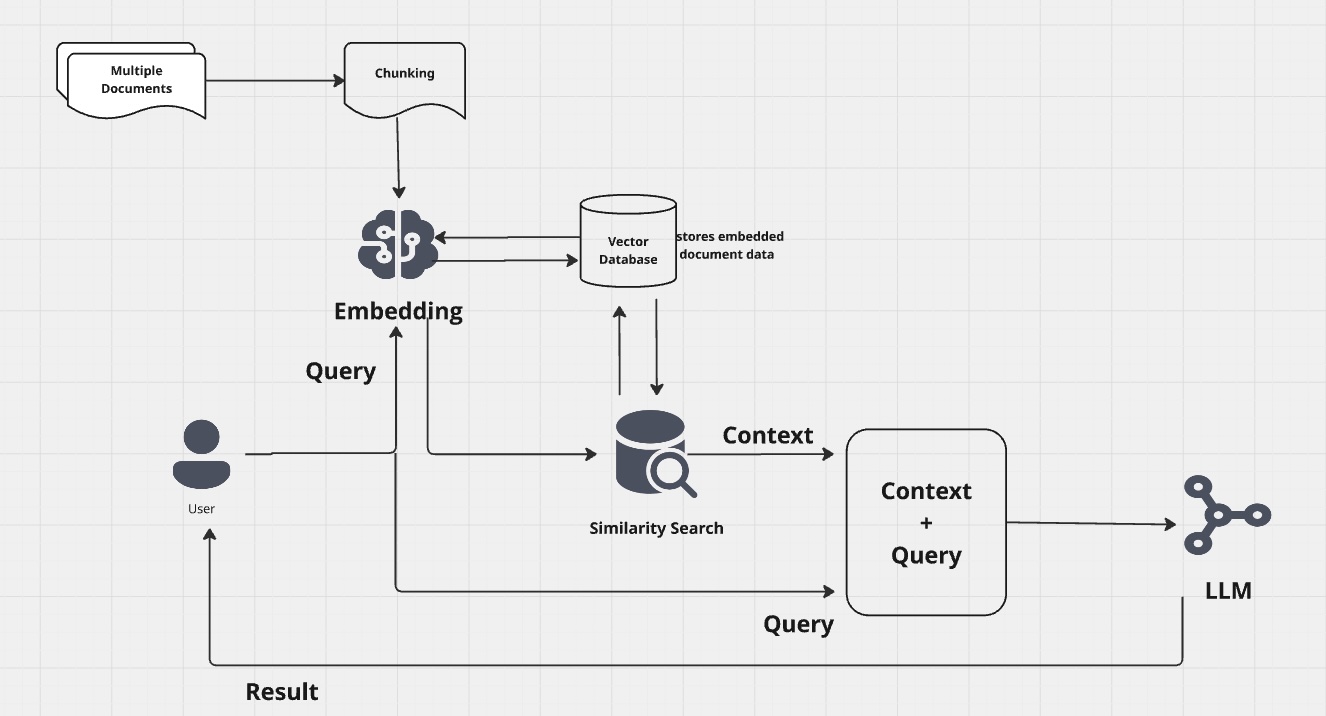 Multiple
Documents
Chunking
Vector
Database
stores embedded
document data
Embedding
Query
User
Context
Similarity Search
Context
+
Query
LLM
Query
Result